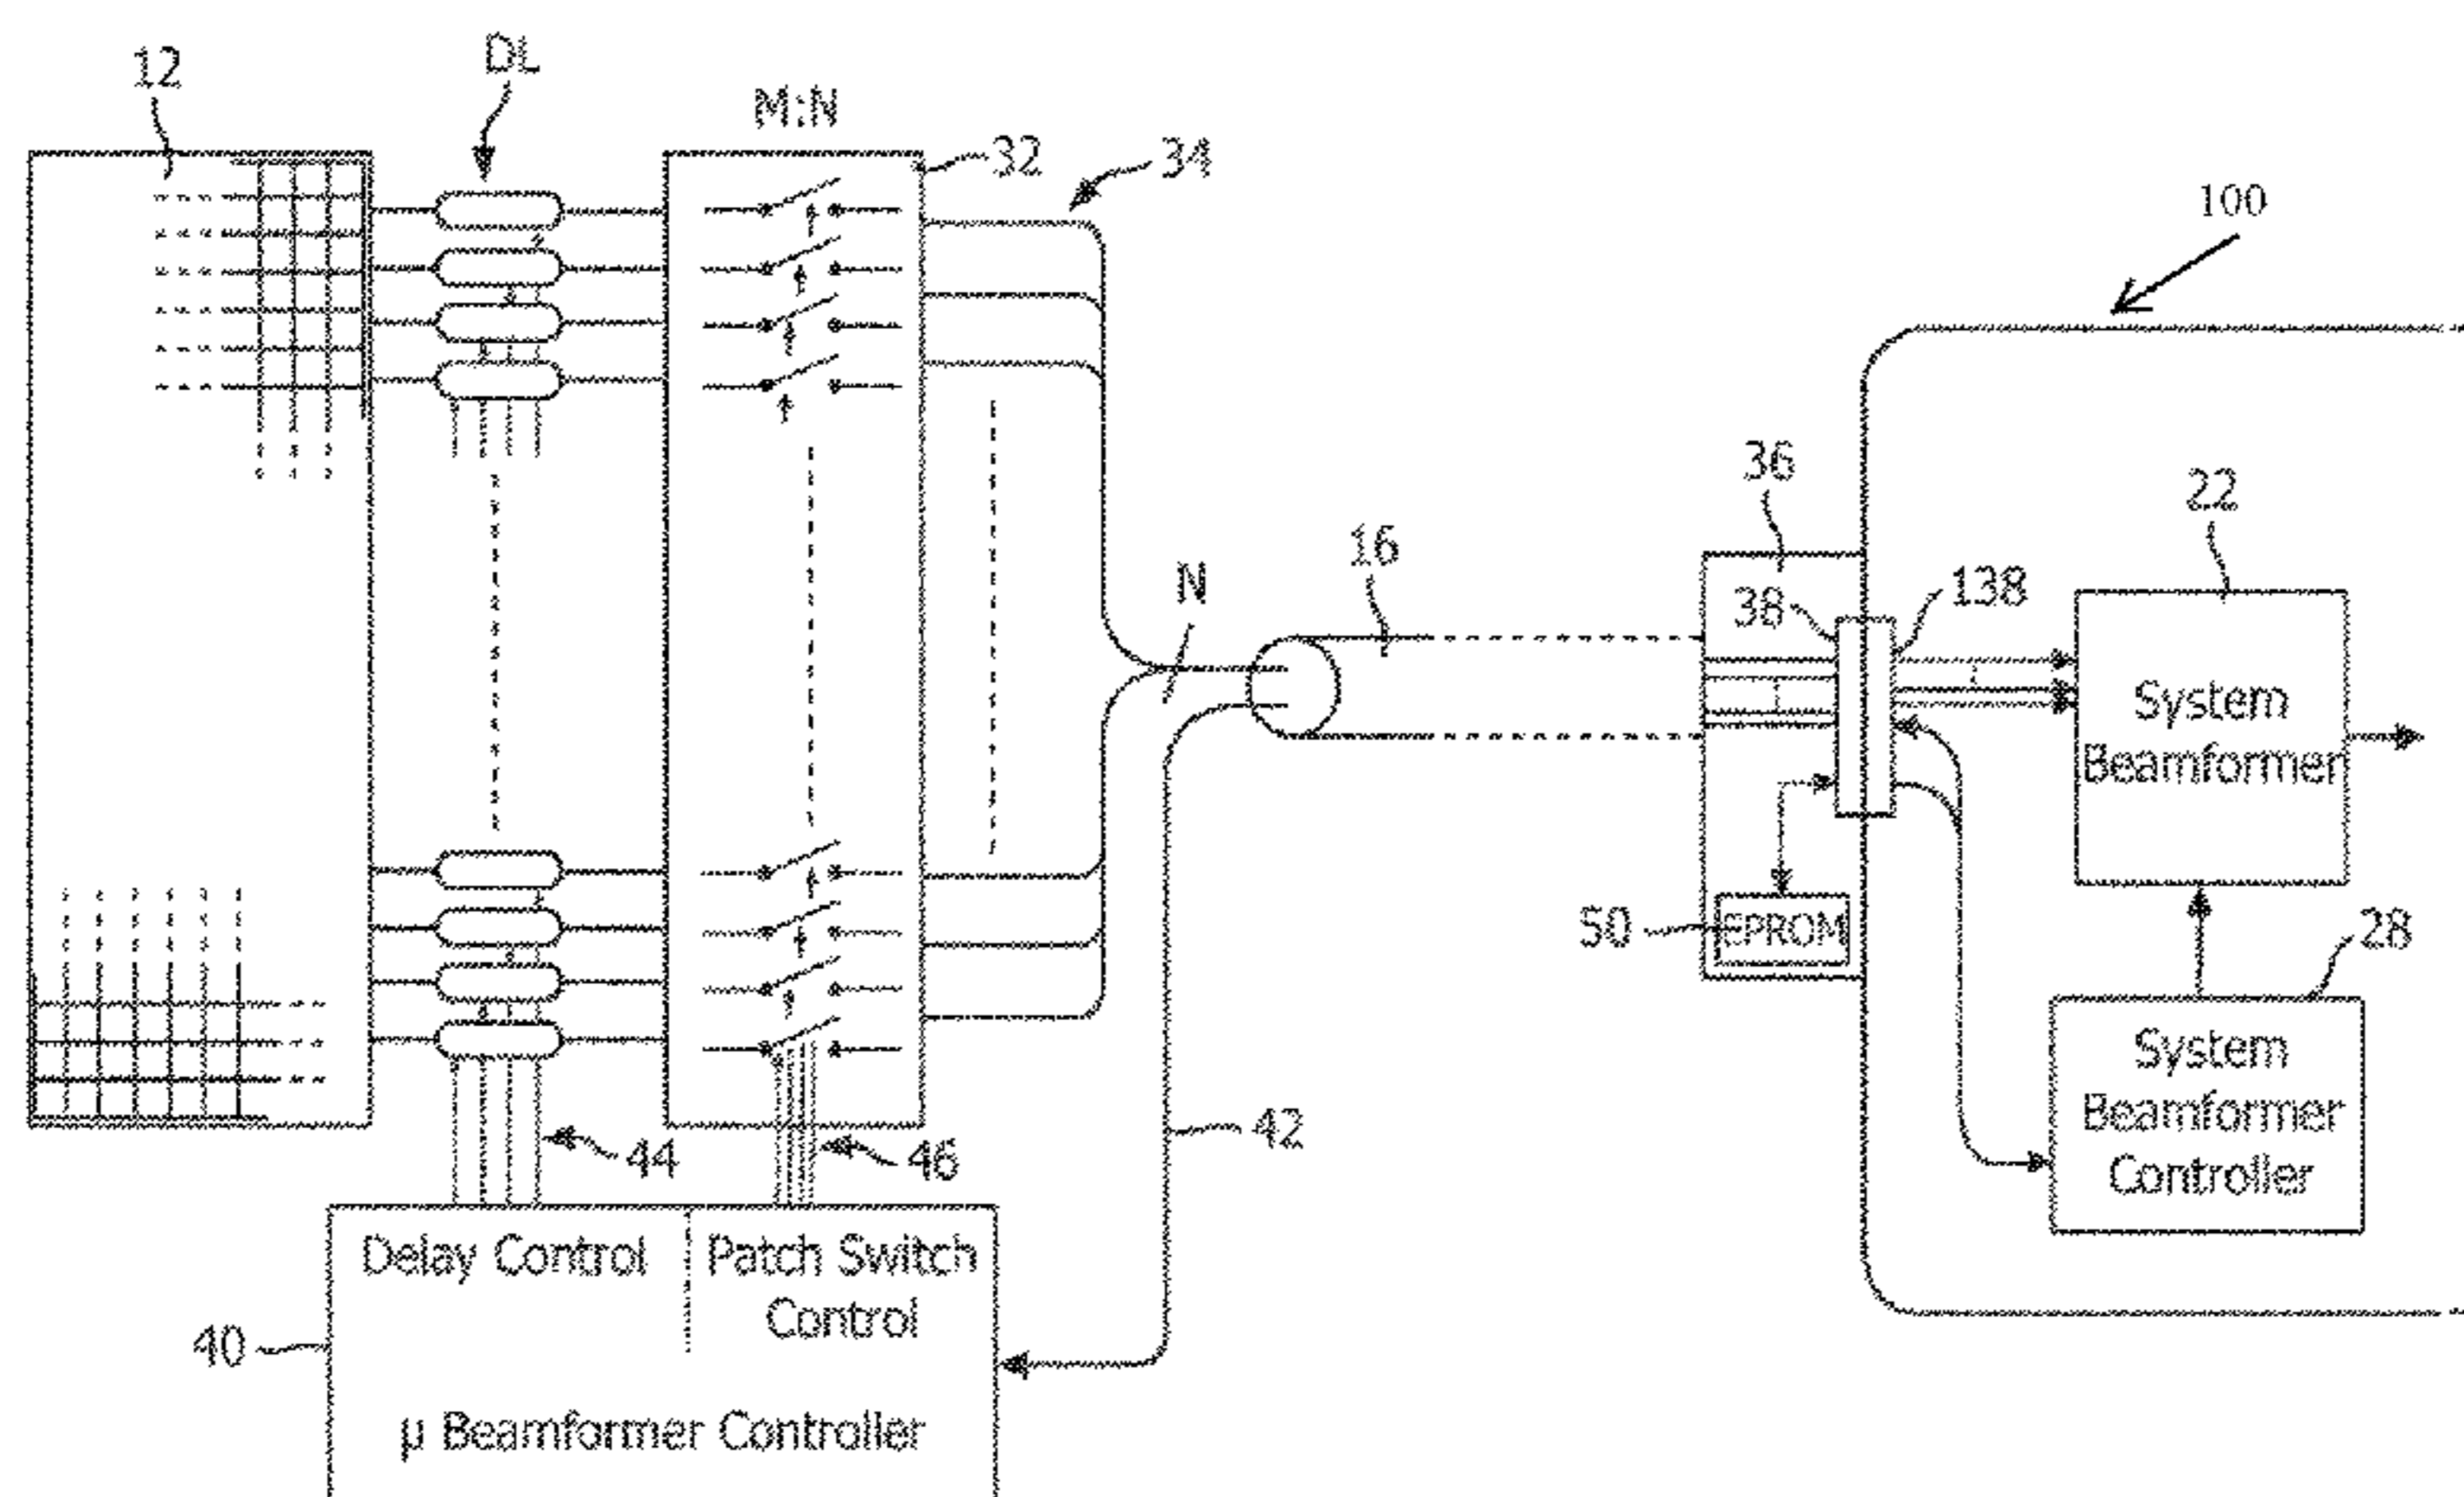 12
DL
M:N
32
34
100
36
22
16
N
38
138
System
Beamformer
50
EPROM
28
System
Beamformer
Controller
44
46
42
Delay Control
Patch Switch
Control
40
μ Beamformer Controller